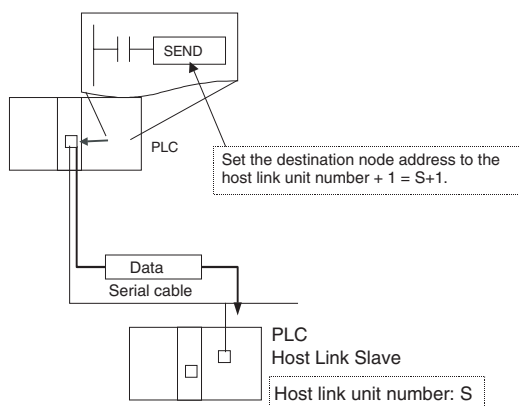 SEND
PLC
Set the destination node address to the
host link unit number + 1 = S+1.
Data
Serial cable
PLC
Host Link Slave
Host link unit number: S